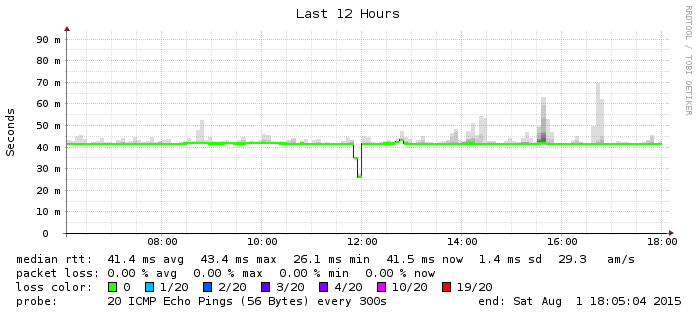 Last 12 Hours
RRDTOOL / TOBI OETIKER
Seconds
90 m
80 m
70 m
60 m
50 m
40 m
30 m
20 m
10 m
0
08:00 10:00 12:00 14:00 16:00 18:00
median rtt: 41.4 ms avg 43.4 ms max 26.1 ms min 41.5 ms now 1.4 ms sd 29.3 am/s
packet loss: 0.00 % avg 0.00 % max 0.00 % min 0.00 % now
loss color: 0 1/20 2/20 3/20 4/20 10/20 19/20
probe: 20 ICMP Echo Pings (56 Bytes) every 300s end: Sat Aug 1 18:05:04 2015